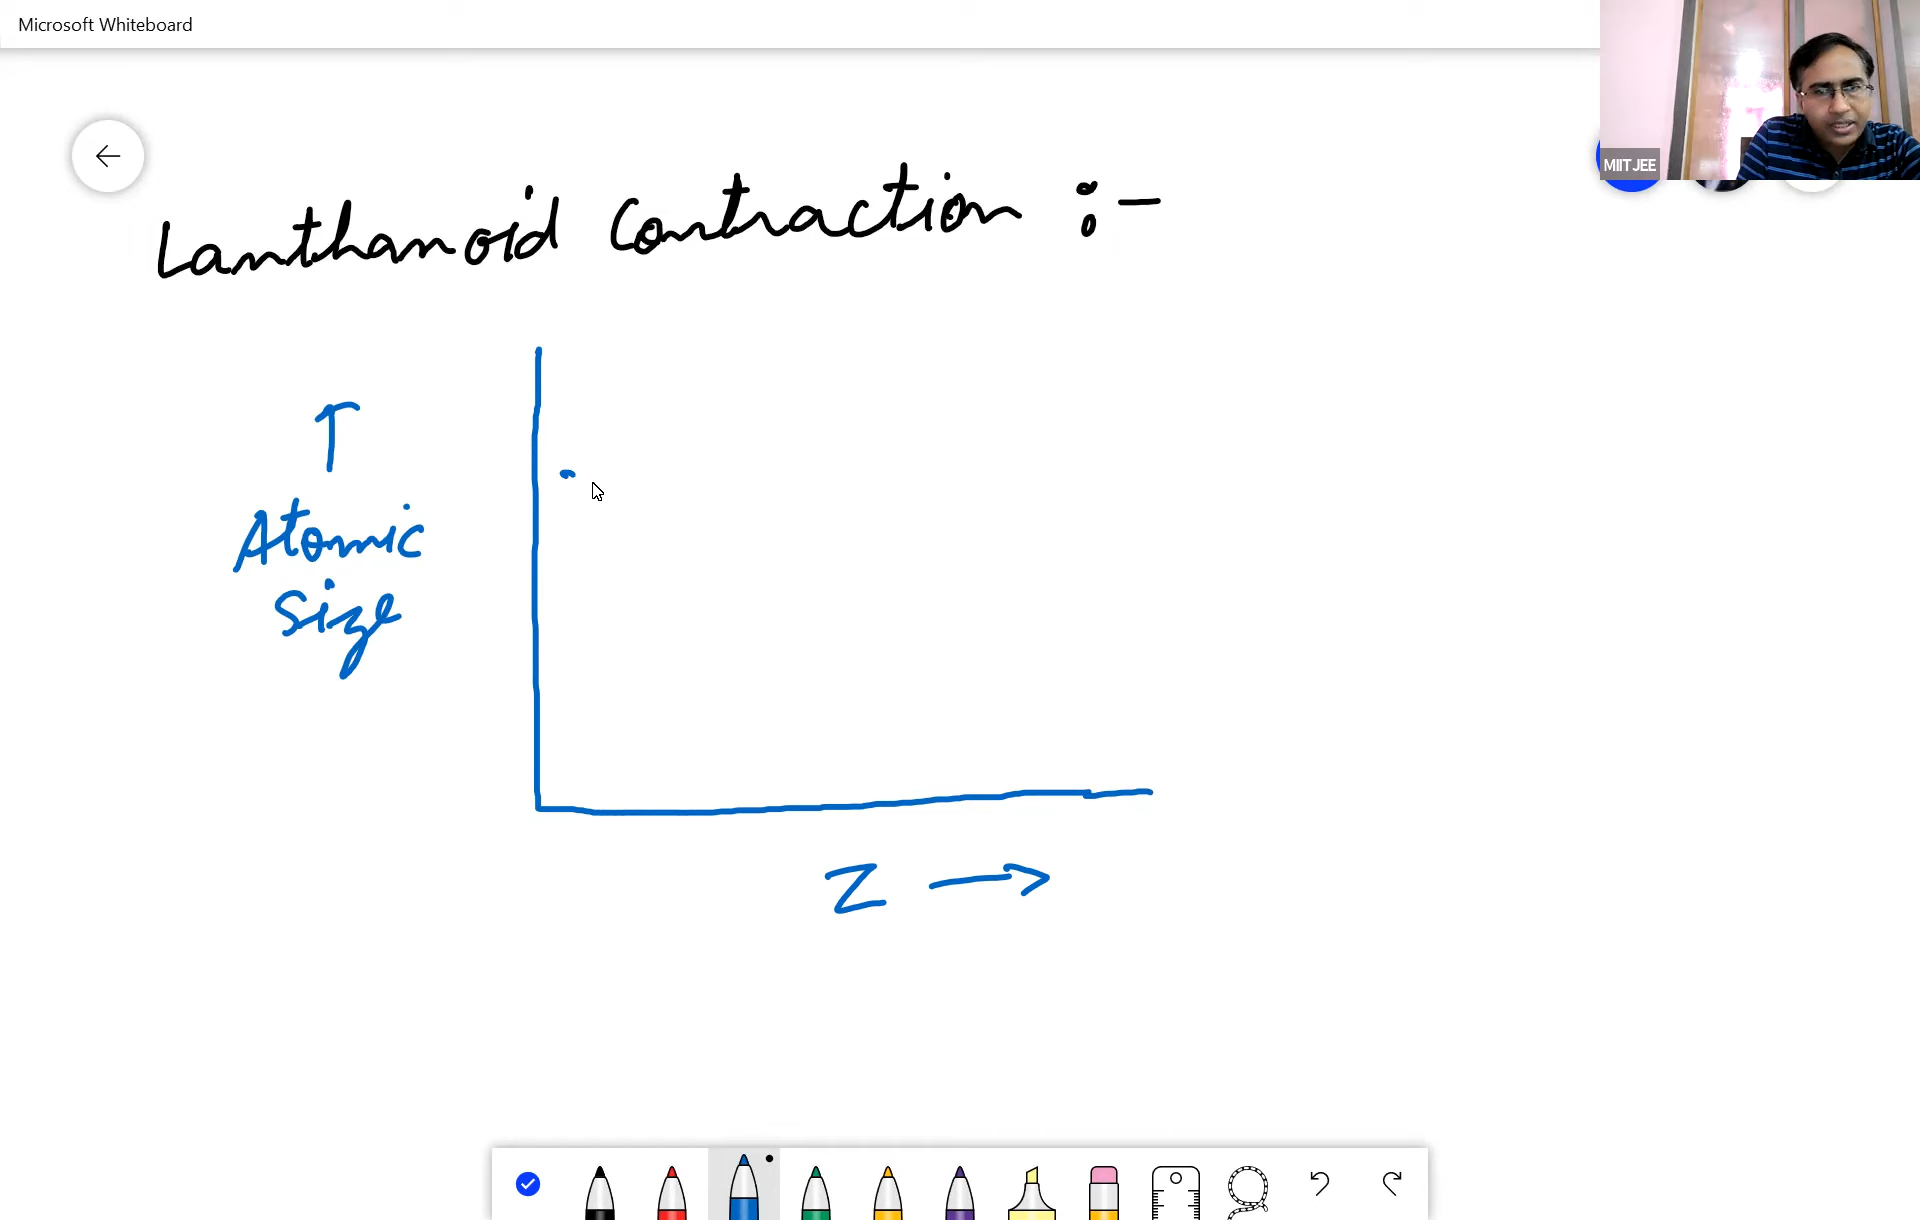 Microsoft Whiteboard
MIIT JEE
Lanthanoid Contraction :-
Atomic
size
Z